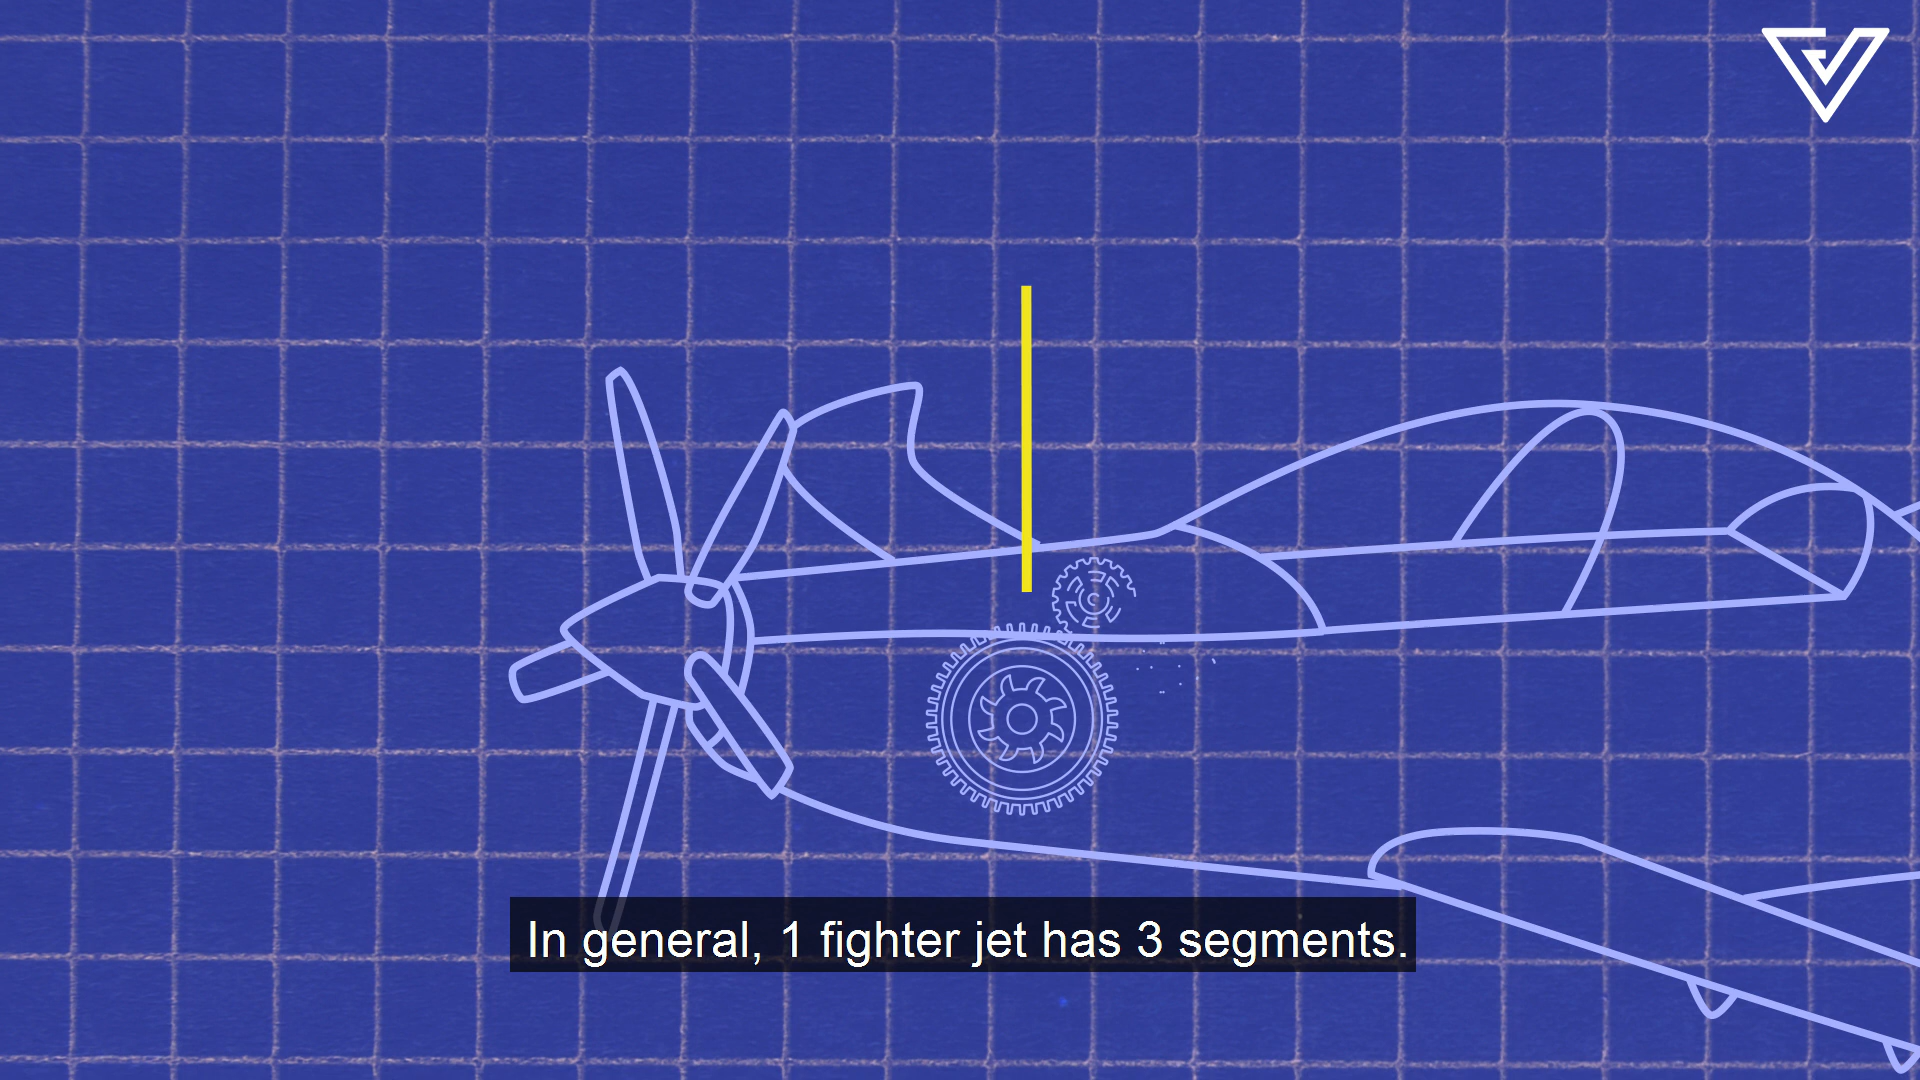 In general, 1 fighter jet has 3 segments.